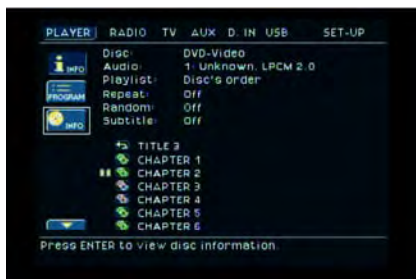 PLAYER RADIO TV AUX D. IN USB SET-UP
Disc: DVD-Video
INFO Audio: 1: Unknown, LPCM 2.0
Playlist: Disc's order
PROGRAM Repeat: Off
Random: Off
INFO Subtitle: Off
TITLE 3
CHAPTER 1
CHAPTER 2
CHAPTER 3
CHAPTER 4
CHAPTER 5
CHAPTER 6
Press ENTER to view disc information.